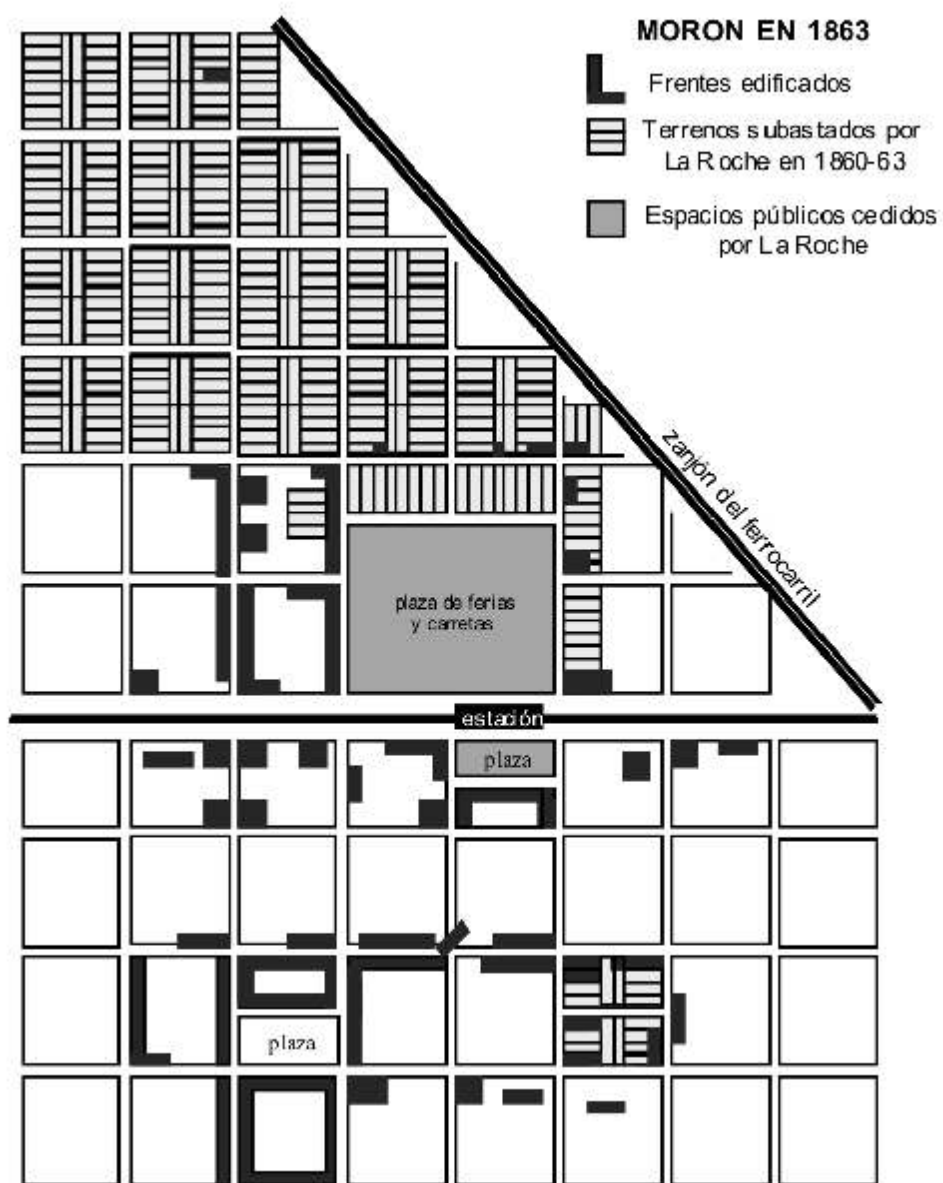 MORON EN 1863
Frentes edificados
Terrenos subastados por
La Roche en 1860-63
Espacios públicos cedidos
por La Roche
zanjón del ferrocarril
plaza de ferias
y carretas
estación
plaza
plaza